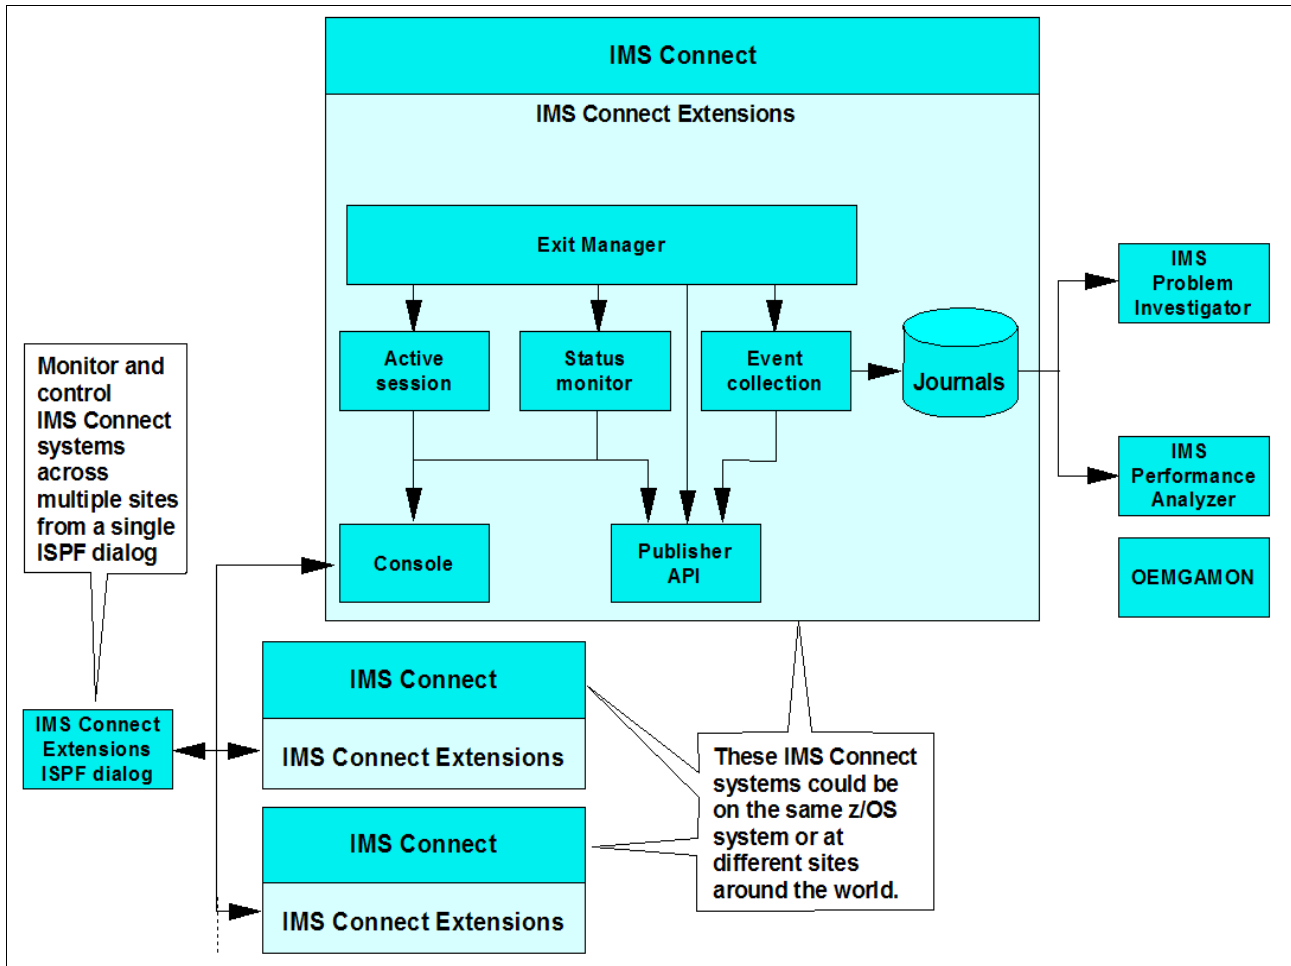 IMS Connect
IMS Connect Extensions
Exit Manager
Active
session
Status
monitor
Event
collection
Journals
IMS
Problem
Investigator
IMS
Performance
Analyzer
OEMGAMON
Console
Publisher
API
Monitor and
control
IMS Connect
systems
across
multiple sites
from a single
ISPF dialog
IMS Connect
Extensions
ISPF dialog
IMS Connect
IMS Connect Extensions
IMS Connect
IMS Connect Extensions
These IMS Connect
systems could be
on the same z/OS
system or at
different sites
around the world.